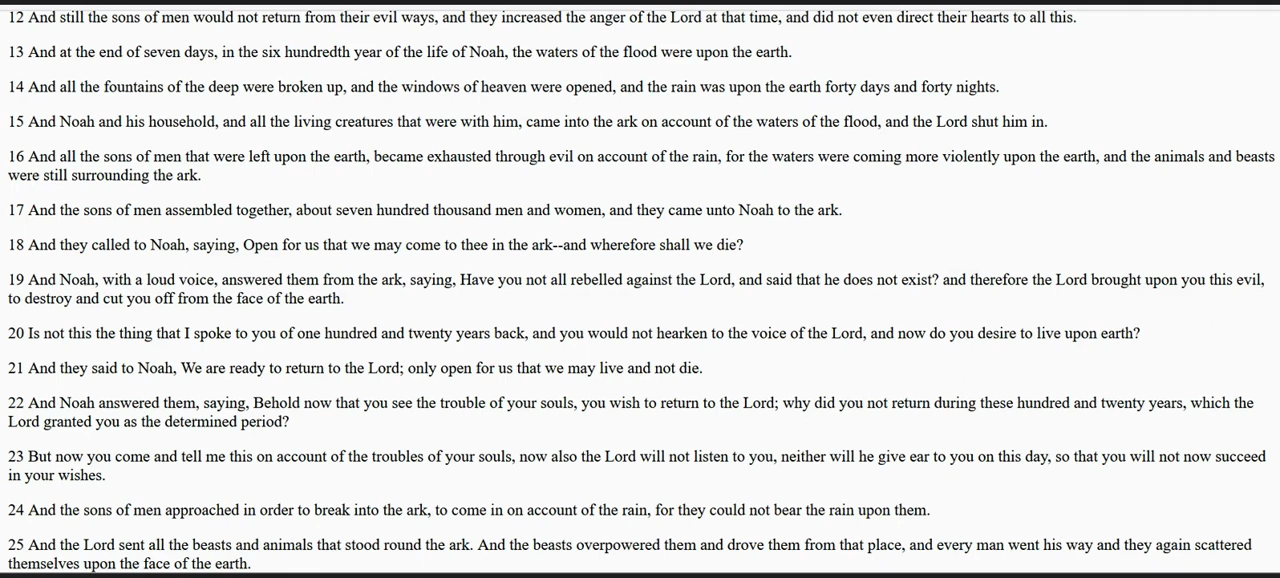 12 And still the sons of men would not return from their evil ways, and they increased the anger of the Lord at that time, and did not even direct their hearts to all this.
13 And at the end of seven days, in the six hundredth year of the life of Noah, the waters of the flood were upon the earth.
14 And all the fountains of the deep were broken up, and the windows of heaven were opened, and the rain was upon the earth forty days and forty nights.
15 And Noah and his household, and all the living creatures that were with him, came into the ark on account of the waters of the flood, and the Lord shut him in.
16 And all the sons of men that were left upon the earth, became exhausted through evil on account of the rain, for the waters were coming more violently upon the earth, and the animals and beasts
were still surrounding the ark.
17 And the sons of men assembled together, about seven hundred thousand men and women, and they came unto Noah to the ark.
18 And they called to Noah, saying, Open for us that we may come to thee in the ark--and wherefore shall we die?
19 And Noah, with a loud voice, answered them from the ark, saying, Have you not all rebelled against the Lord, and said that he does not exist? and therefore the Lord brought upon you this evil,
to destroy and cut you off from the face of the earth.
20 Is not this the thing that I spoke to you of one hundred and twenty years back, and you would not hearken to the voice of the Lord, and now do you desire to live upon earth?
21 And they said to Noah, We are ready to return to the Lord; only open for us that we may live and not die.
22 And Noah answered them, saying, Behold now that you see the trouble of your souls, you wish to return to the Lord; why did you not return during these hundred and twenty years, which the
Lord granted you as the determined period?
23 But now you come and tell me this on account of the troubles of your souls, now also the Lord will not listen to you, neither will he give ear to you on this day, so that you will not now succeed
in your wishes.
24 And the sons of men approached in order to break into the ark, to come in on account of the rain, for they could not bear the rain upon them.
25 And the Lord sent all the beasts and animals that stood round the ark. And the beasts overpowered them and drove them from that place, and every man went his way and they again scattered
themselves upon the face of the earth.